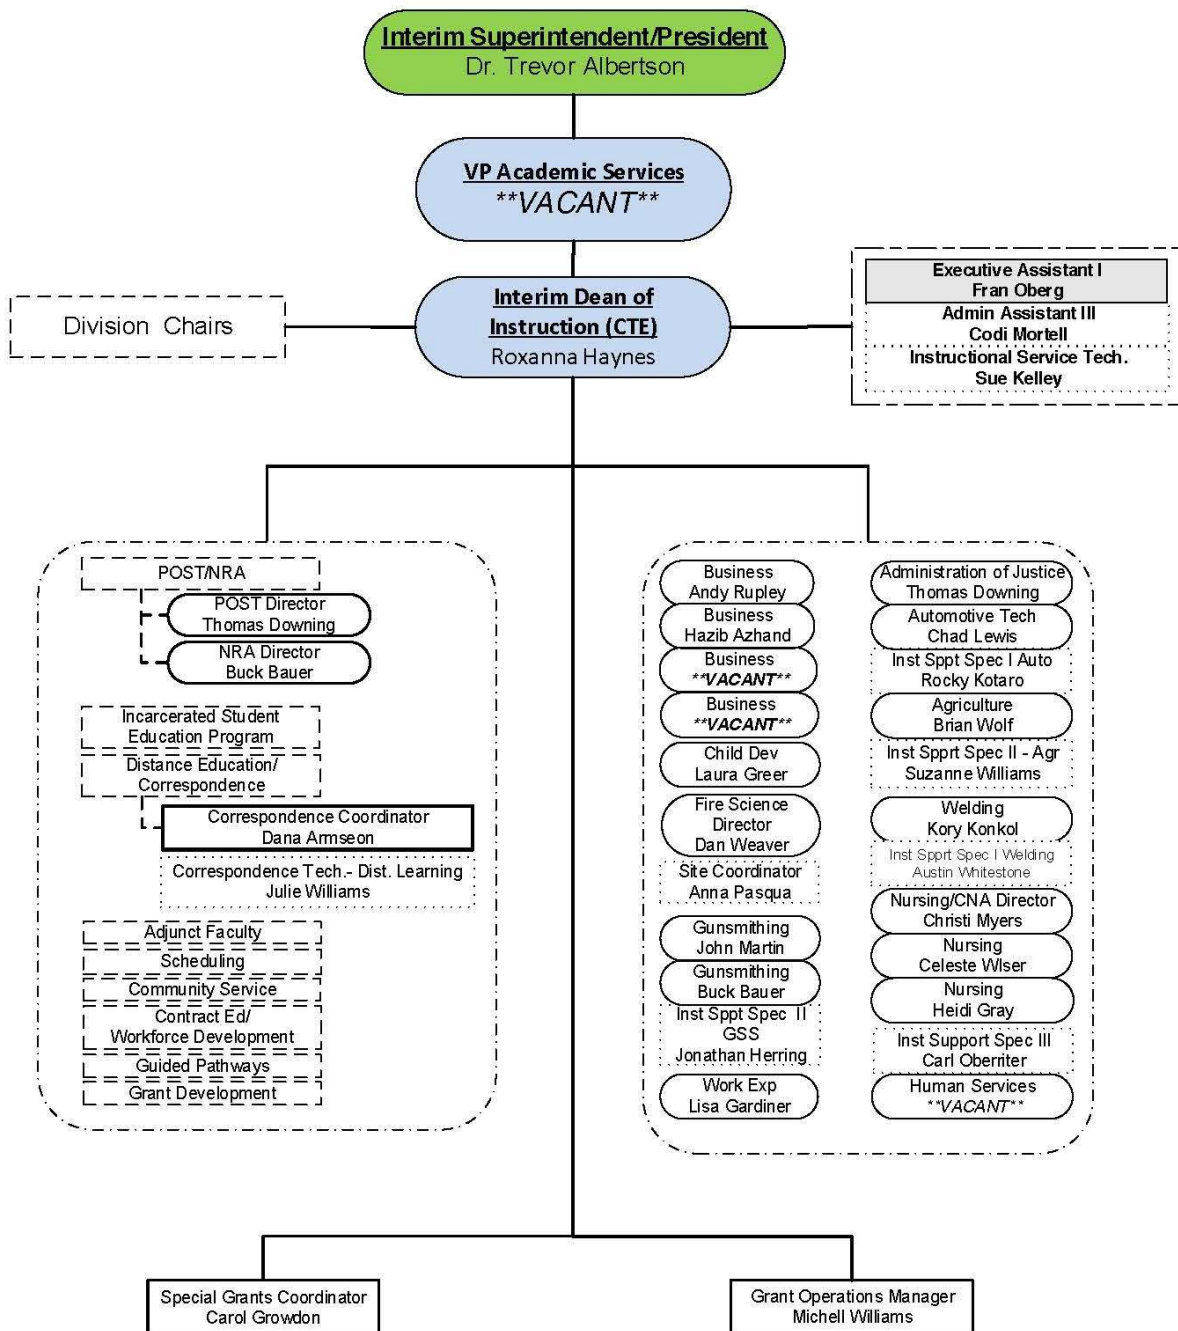 Interim Superintendent/President
Dr. Trevor Albertson
VP Academic Services
**VACANT**
Interim Dean of
Instruction (CTE)
Roxanna Haynes
Division Chairs
Executive Assistant I
Fran Oberg
Admin Assistant III
Codi Mortell
Instructional Service Tech.
Sue Kelley
POST/NRA
POST Director
Thomas Downing
NRA Director
Buck Bauer
Incarcerated Student
Education Program
Distance Education/
Correspondence
Correspondence Coordinator
Dana Armseon
Correspondence Tech.- Dist. Learning
Julie Williams
Adjunct Faculty
Scheduling
Community Service
Contract Ed/
Workforce Development
Guided Pathways
Grant Development
Business
Andy Rupley
Business
Hazib Azhand
Business
**VACANT**
Business
**VACANT**
Child Dev
Laura Greer
Fire Science
Director
Dan Weaver
Site Coordinator
Anna Pasqua
Gunsmithing
John Martin
Gunsmithing
Buck Bauer
Inst Sppt Spec II
GSS
Jonathan Herring
Work Exp
Lisa Gardiner
Administration of Justice
Thomas Downing
Automotive Tech
Chad Lewis
Inst Sppt Spec I Auto
Rocky Kotaro
Agriculture
Brian Wolf
Inst Spprt Spec II - Agr
Suzanne Williams
Welding
Kory Konkol
Inst Spprt Spec I Welding
Austin Whitestone
Nursing/CNA Director
Christi Myers
Nursing
Celeste WIser
Nursing
Heidi Gray
Inst Support Spec III
Carl Oberriter
Human Services
**VACANT**
Special Grants Coordinator
Carol Growdon
Grant Operations Manager
Michell Williams